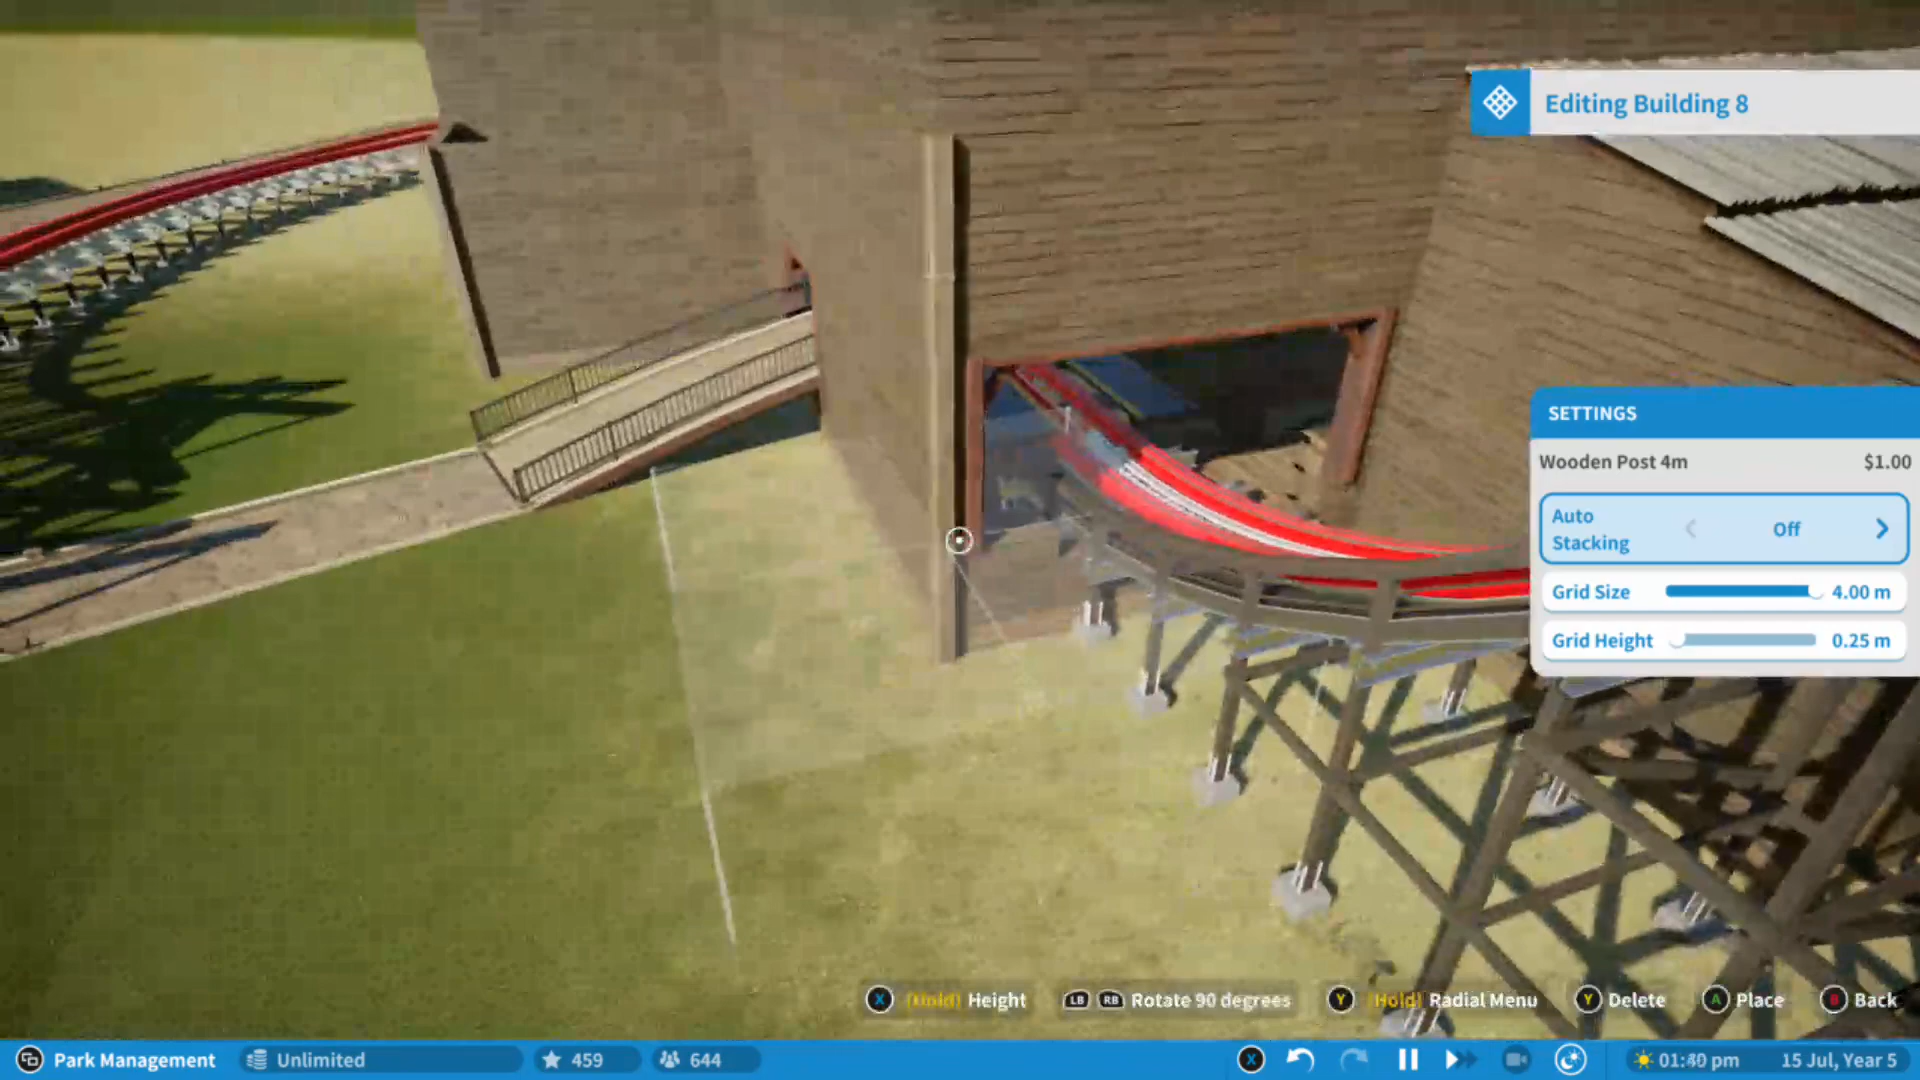 Editing Building 8
SETTINGS
Wooden Post 4m $1.00
Auto Stacking Off
Grid Size 4.00 m
Grid Height 0.25 m
X [Hold] Height LB RB Rotate 90 degrees Y [Hold] Radial Menu Y Delete A Place B Back
Park Management Unlimited 459 644 X 01:40 pm 15 Jul, Year 5